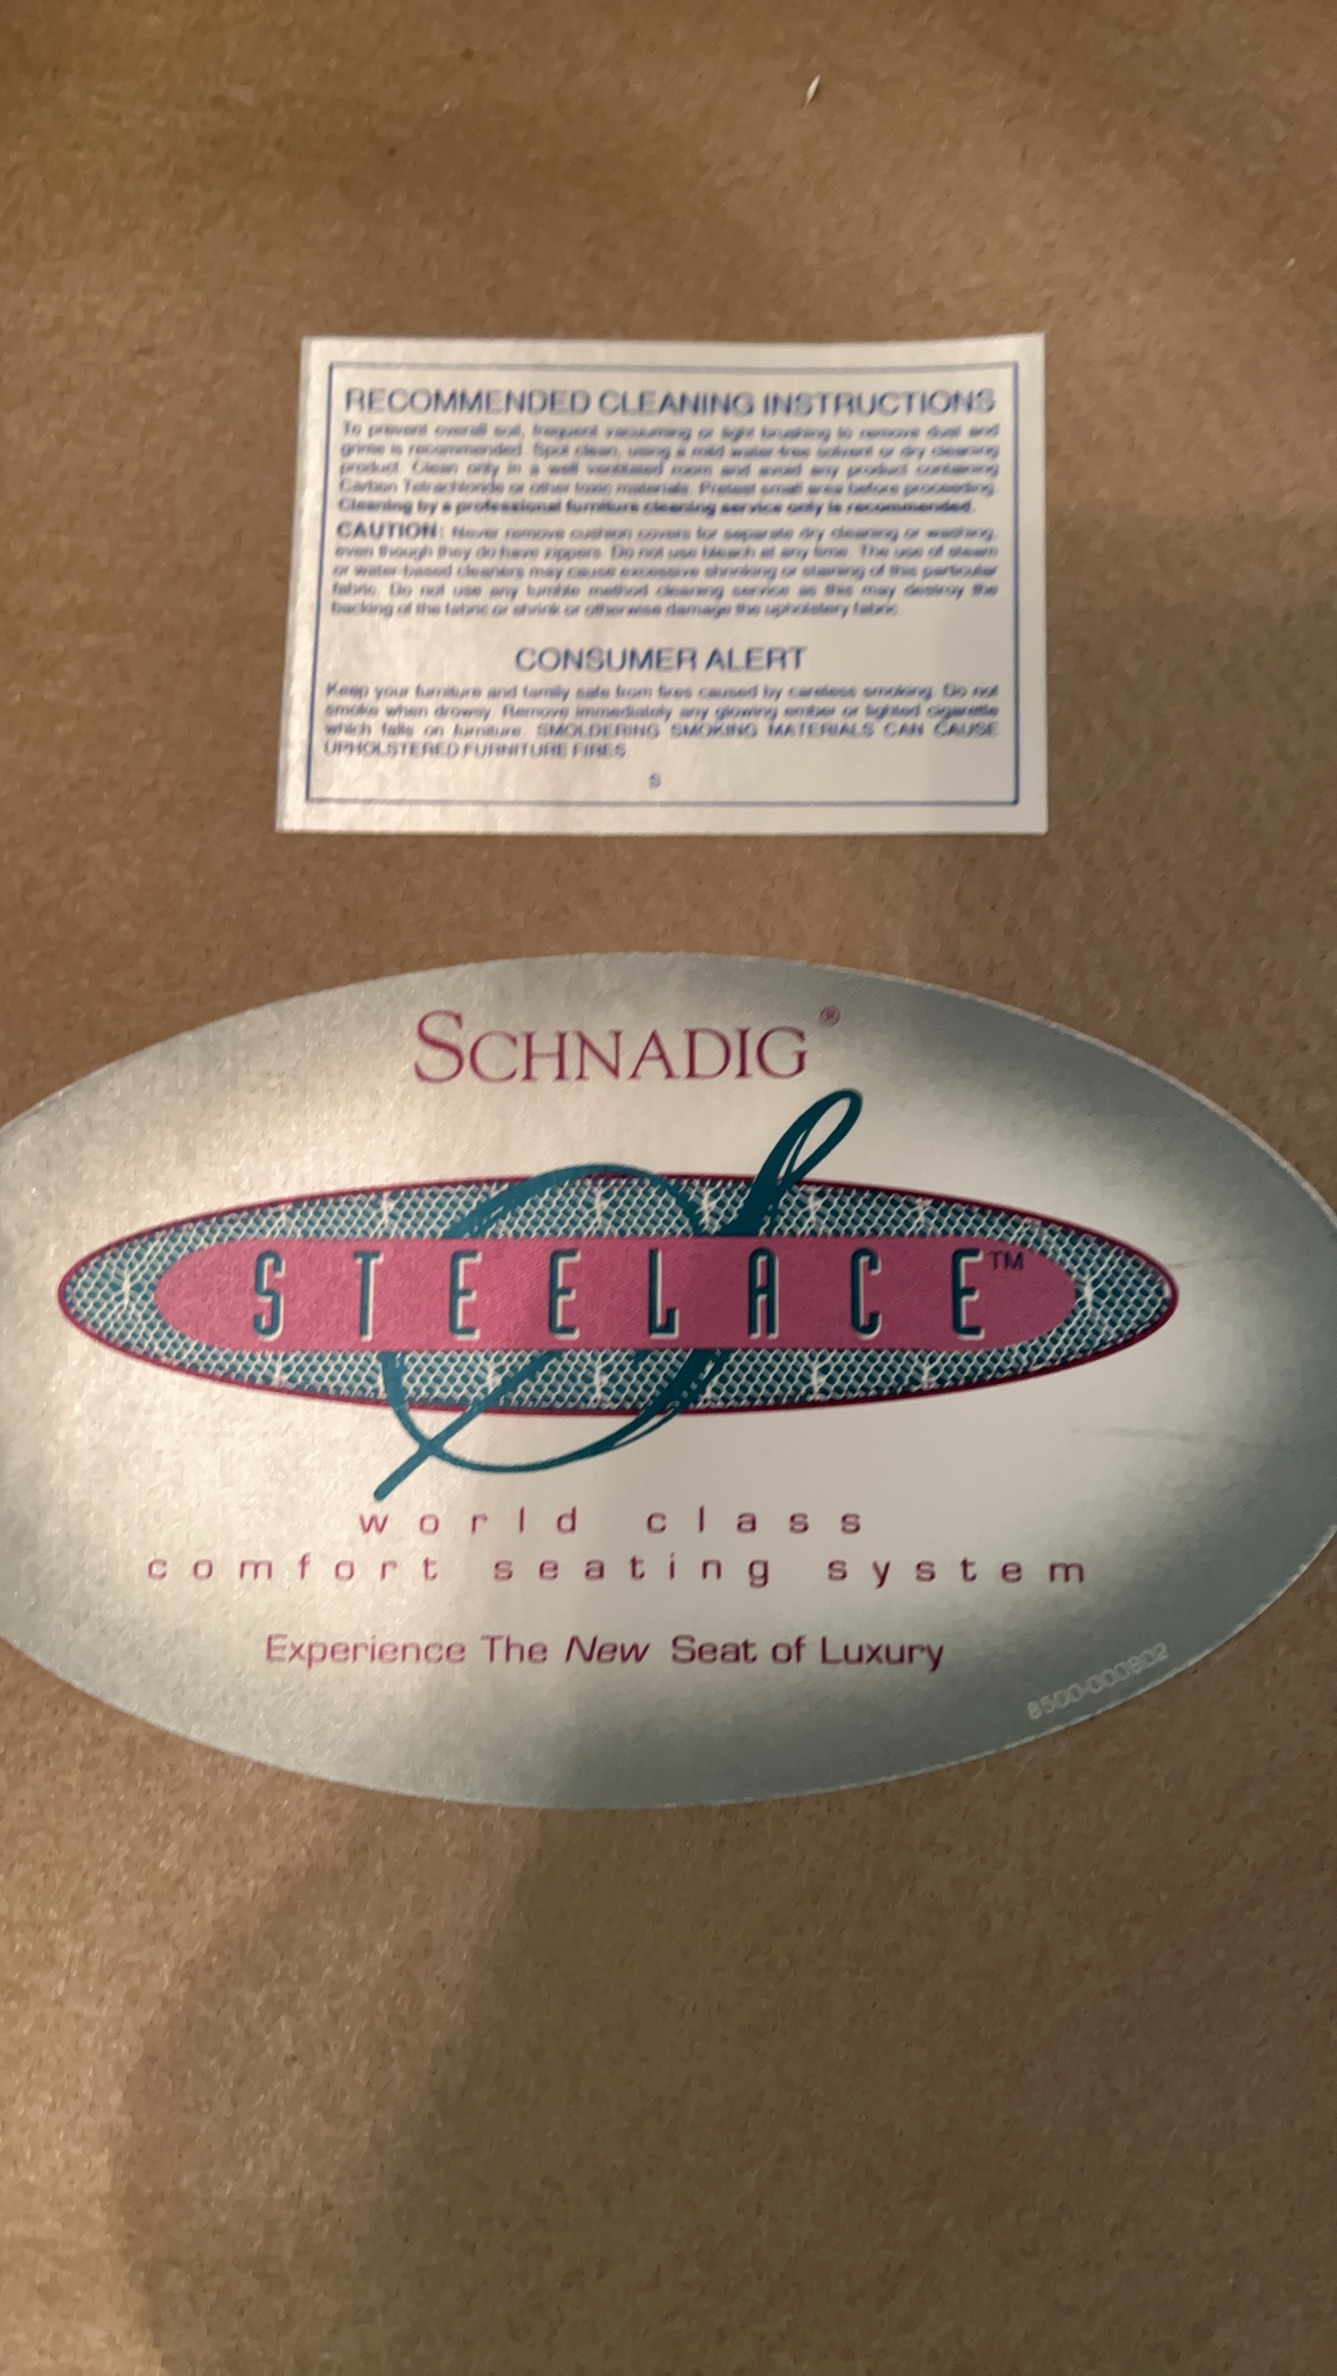 RECOMMENDED CLEANING INSTRUCTIONS
To prevent overall soil, frequent vacuuming or light brushing to remove dust and
grime is recommended. Spot clean, using a mild water-free solvent or dry cleaning
product. Clean only in a well ventilated room and avoid any product containing
Carbon Tetrachloride or other toxic materials. Pretest small area before proceeding.
Cleaning by a professional furniture cleaning service only is recommended.
CAUTION: Never remove cushion covers for separate dry cleaning or washing,
even though they do have zippers. Do not use bleach at any time. The use of steam
or water-based cleaners may cause excessive shrinking or staining of this particular
fabric. Do not use any tumble method cleaning service as this may destroy the
backing of the fabric or shrink or otherwise damage the upholstery fabric.
CONSUMER ALERT
Keep your furniture and family safe from fires caused by careless smoking. Do not
smoke when drowsy. Remove immediately any glowing ember or lighted cigarette
which falls on furniture. SMOLDERING SMOKING MATERIALS CAN CAUSE
UPHOLSTERED FURNITURE FIRES.
S
SCHNADIG®
STEELACE™
world class
comfort seating system
Experience The New Seat of Luxury
8500-000902